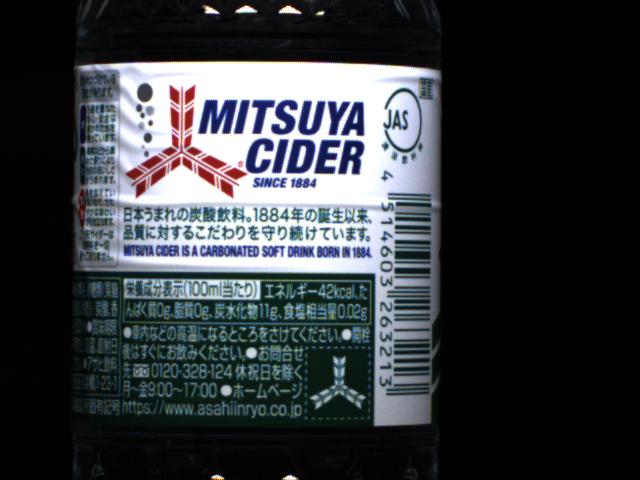 MITSUYA
CIDER
SINCE 1884
日本うまれの炭酸飲料。1884年の誕生以来、
品質に対するこだわりを守り続けています。
MITSUYA CIDER IS A CARBONATED SOFT DRINK BORN IN 1884.
栄養成分表示(100ml当たり) エネルギー42kcal、た
んぱく質0g、脂質0g、炭水化物11g、食塩相当量0.02g
●車内などの高温になるところをさけてください。●開栓
後はすぐにお飲みください。●お問合せ
先 0120-328-124 休祝日を除く
月~金9:00~17:00 ●ホームページ
https://www.asahiinryo.co.jp
JAS
4 514603 263213